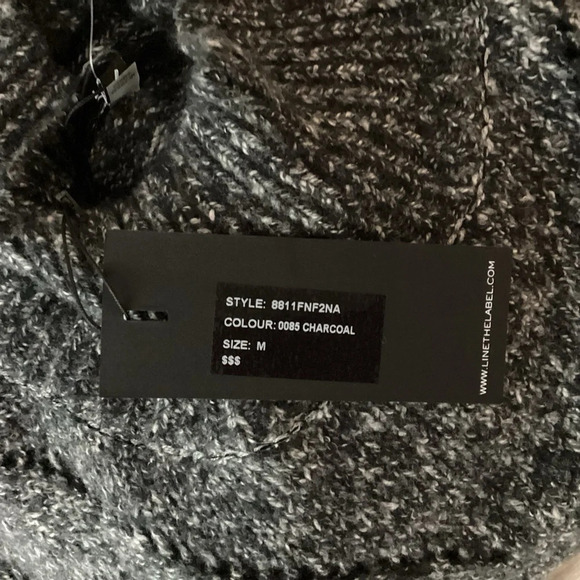 STYLE: 8811FNF2NA
COLOUR: 0085 CHARCOAL
SIZE: M
$$$
WWW.LINETHELABEL.COM